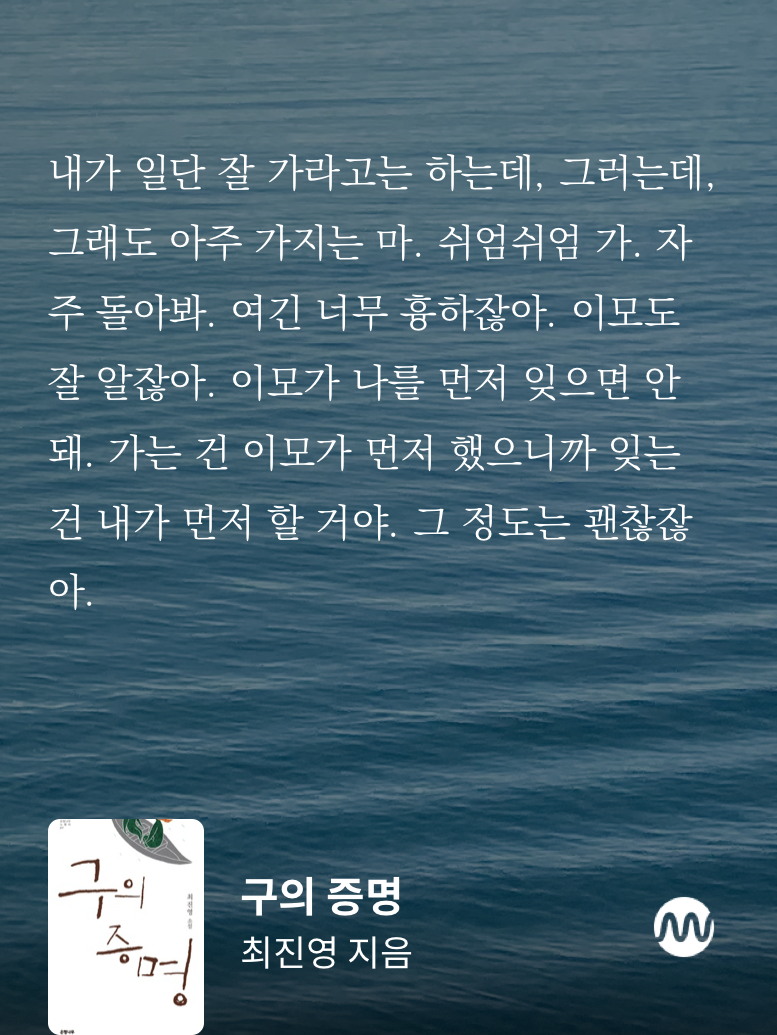 내가 일단 잘 가라고는 하는데, 그러는데,
그래도 아주 가지는 마. 쉬엄쉬엄 가. 자
주 돌아봐. 여긴 너무 흉하잖아. 이모도
잘 알잖아. 이모가 나를 먼저 잊으면 안
돼. 가는 건 이모가 먼저 했으니까 잊는
건 내가 먼저 할 거야. 그 정도는 괜찮잖
아.
구의
증명
최진영 소설
은행나무
구의 증명
최진영 지음